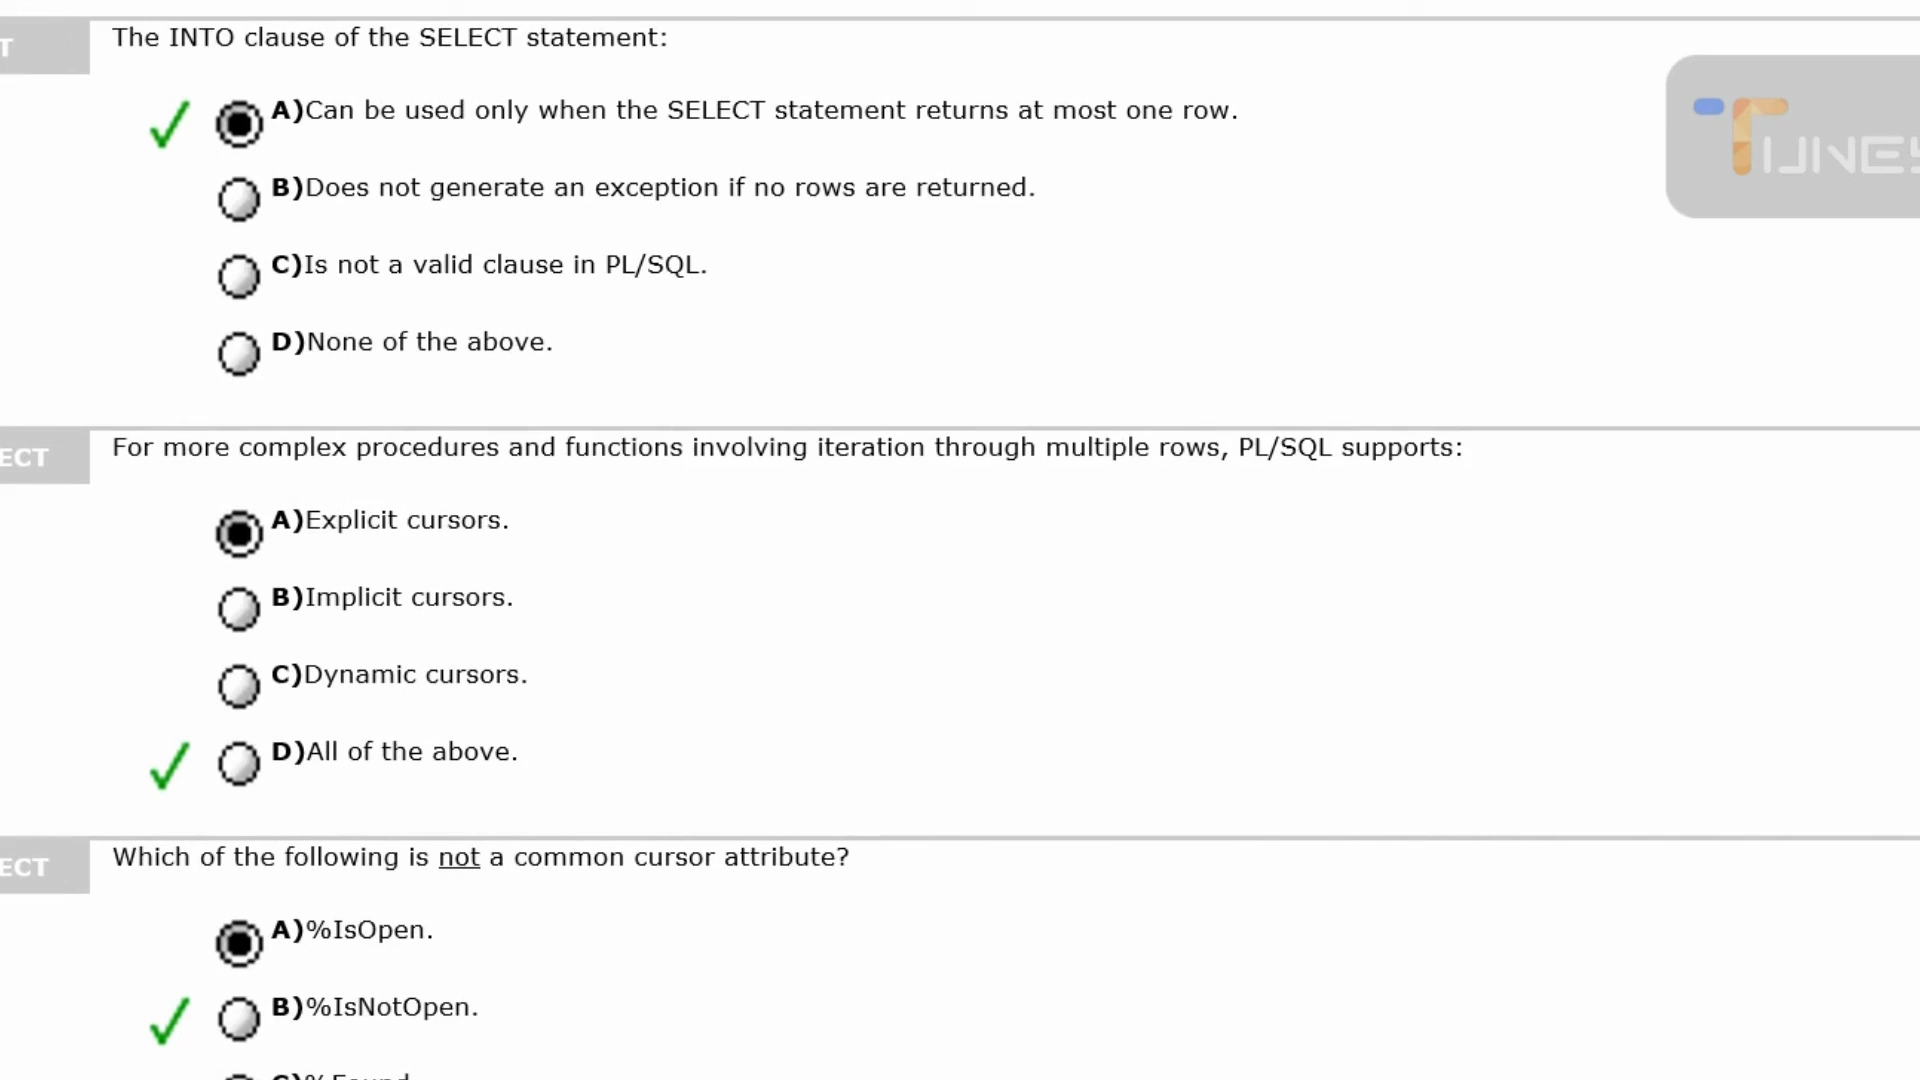 T
The INTO clause of the SELECT statement:
A)Can be used only when the SELECT statement returns at most one row.
TUNES
B)Does not generate an exception if no rows are returned.
C)Is not a valid clause in PL/SQL.
D)None of the above.
ECT
For more complex procedures and functions involving iteration through multiple rows, PL/SQL supports:
A)Explicit cursors.
B)Implicit cursors.
C)Dynamic cursors.
D)All of the above.
ECT
Which of the following is not a common cursor attribute?
A)%IsOpen.
B)%IsNotOpen.
C)%Found